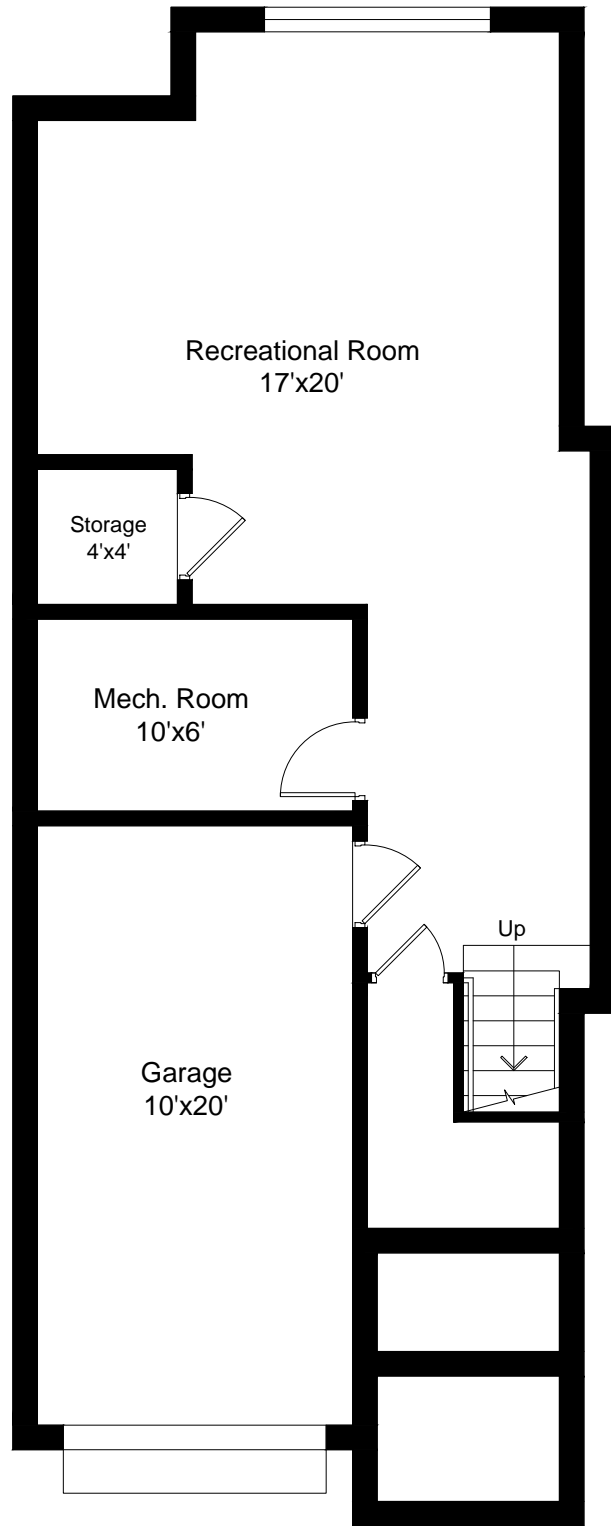 Recreational Room
17'x20'
Storage
4'x4'
Mech. Room
10'x6'
Up
Garage
10'x20'